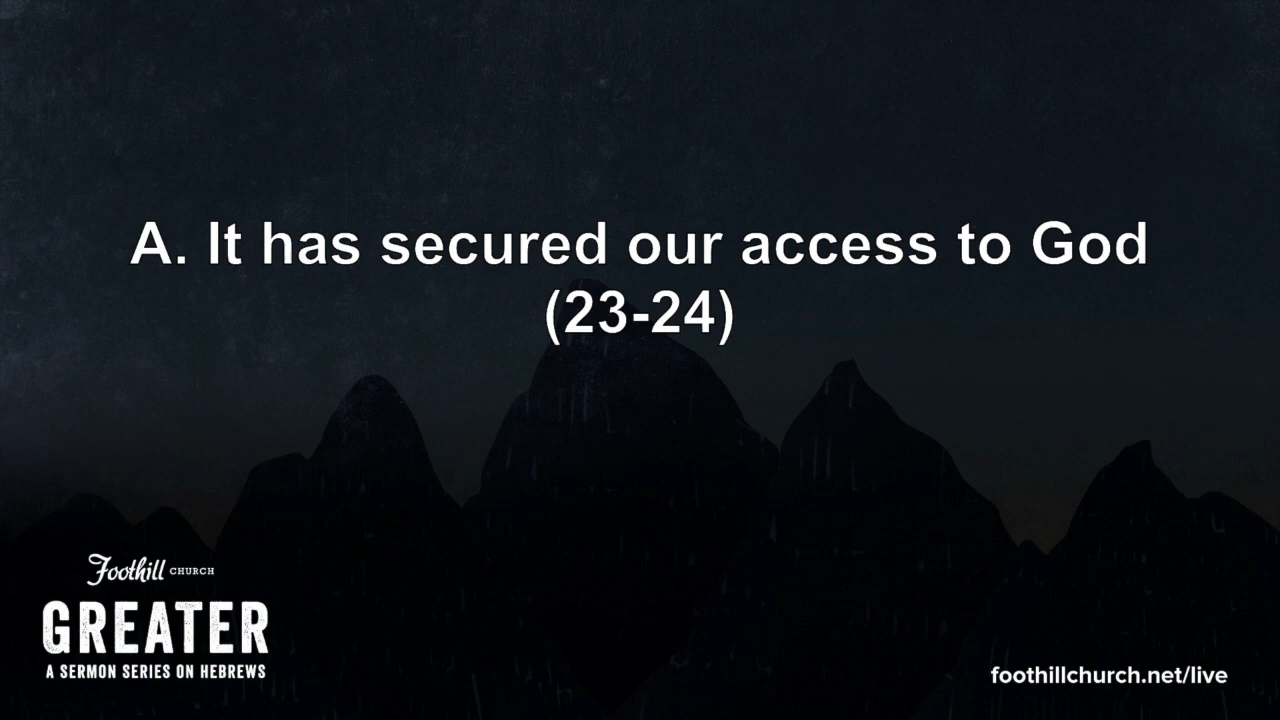 A. It has secured our access to God
(23-24)
Foothill CHURCH
GREATER
A SERMON SERIES ON HEBREWS
foothillchurch.net/live